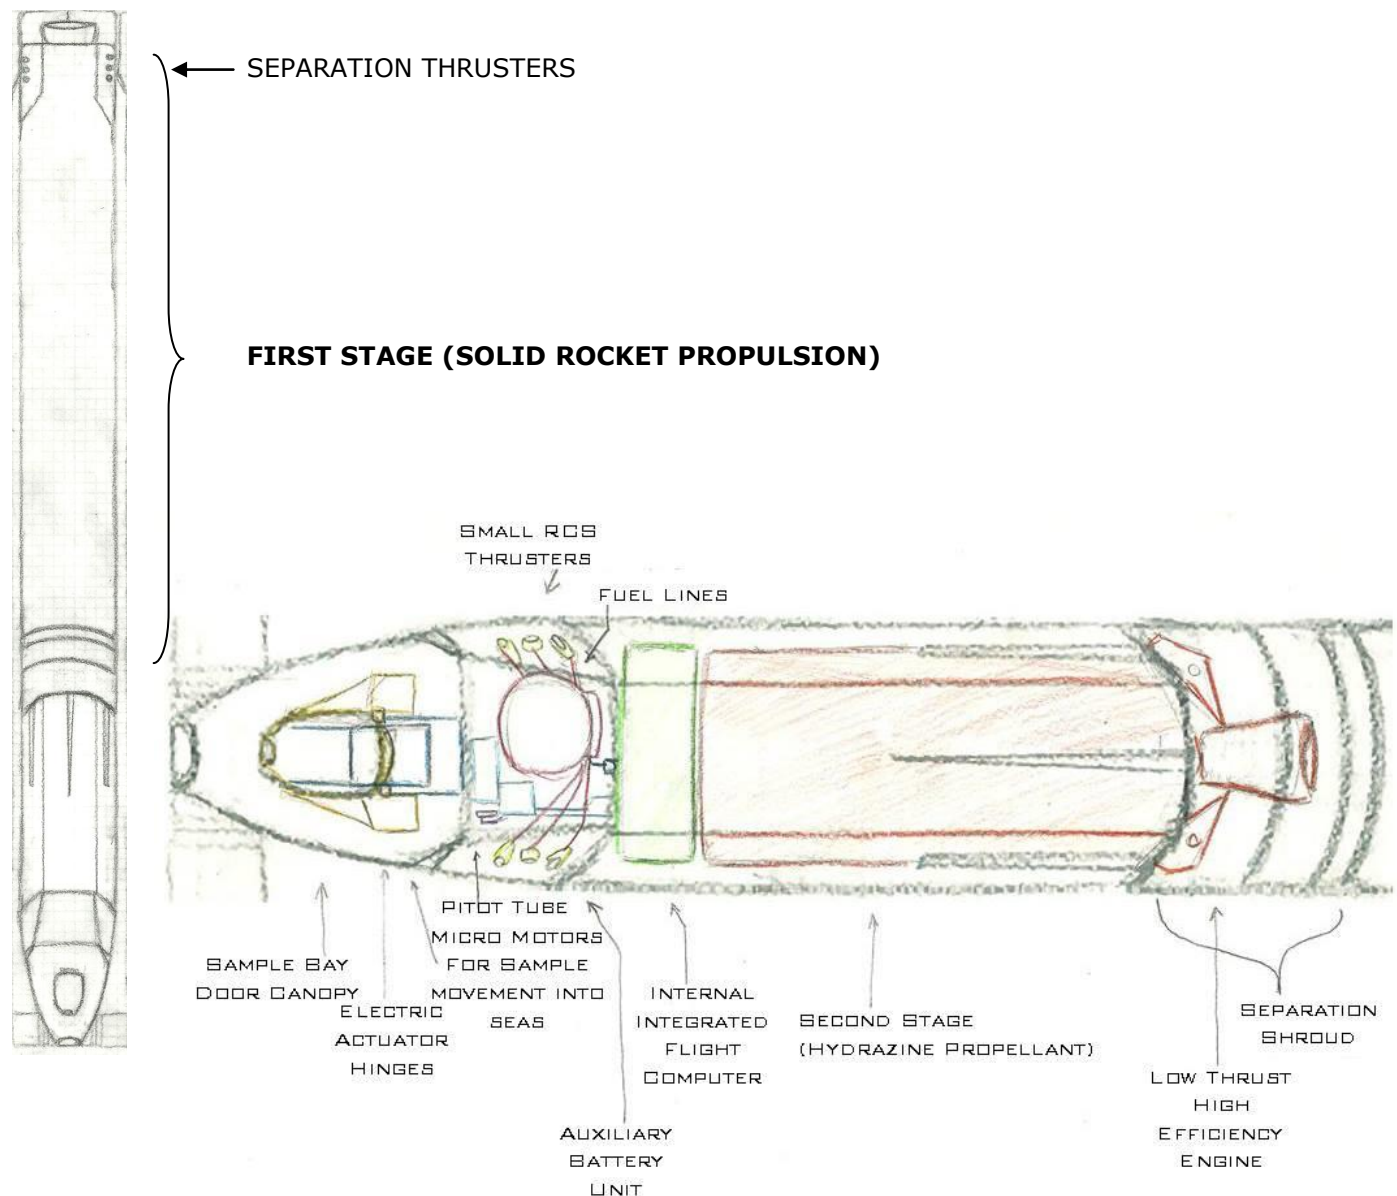 SEPARATION THRUSTERS
FIRST STAGE (SOLID ROCKET PROPULSION)
SMALL RCS
THRUSTERS
FUEL LINES
SAMPLE BAY
DOOR CANOPY
ELECTRIC
ACTUATOR
HINGES
PITOT TUBE
MICRO MOTORS
FOR SAMPLE
MOVEMENT INTO
SEAS
AUXILIARY
BATTERY
UNIT
INTERNAL
INTEGRATED
FLIGHT
COMPUTER
SECOND STAGE
(HYDRAZINE PROPELLANT)
LOW THRUST
HIGH
EFFICIENCY
ENGINE
SEPARATION
SHROUD